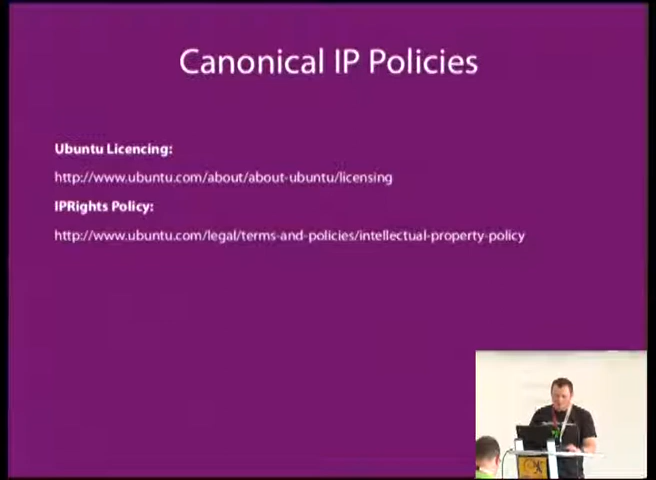 Canonical IP Policies
Ubuntu Licencing:
http://www.ubuntu.com/about/about-ubuntu/licensing
IPRights Policy:
http://www.ubuntu.com/legal/terms-and-policies/intellectual-property-policy